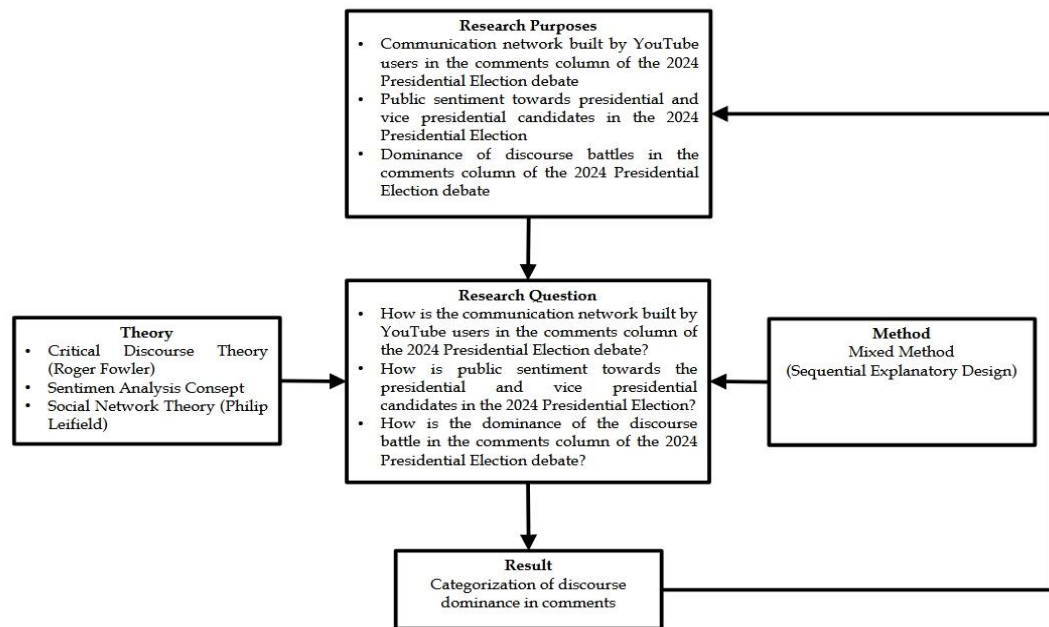 Research Purposes
• Communication network built by YouTube
users in the comments column of the 2024
Presidential Election debate
• Public sentiment towards presidential and
vice presidential candidates in the 2024
Presidential Election
• Dominance of discourse battles in the
comments column of the 2024 Presidential
Election debate
Theory
• Critical Discourse Theory
(Roger Fowler)
• Sentimen Analysis Consept
• Social Network Theory (Philip
Leifield)
Research Question
• How is the communication network built by
YouTube users in the comments column of
the 2024 Presidential Election debate?
• How is public sentiment towards the
presidential and vice presidential
candidates in the 2024 Presidential Election?
• How is the dominance of the discourse
battle in the comments column of the 2024
Presidential Election debate?
Method
Mixed Method
(Sequential Explanatory Design)
Result
Categorization of discourse
dominance in comments